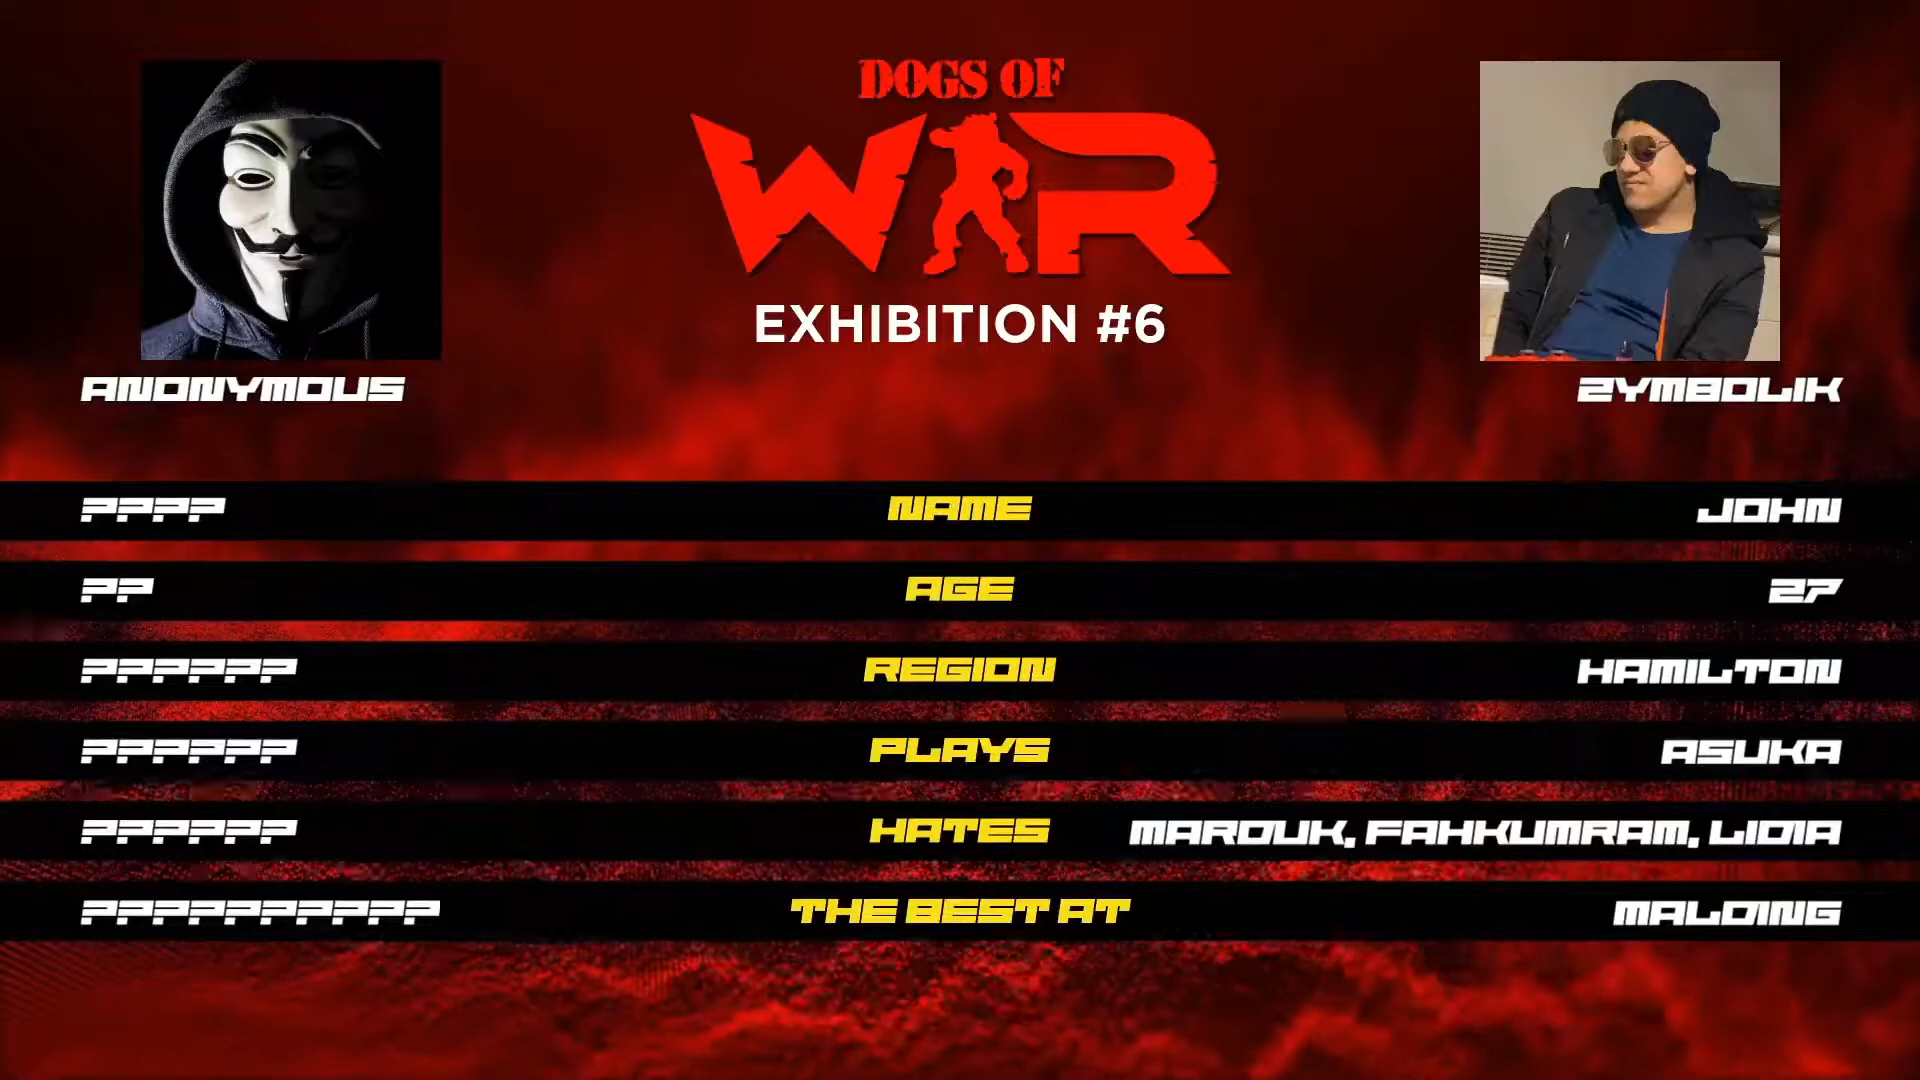 DOGS OF
WAR
EXHIBITION #6
ANONYMOUS
ZYMBOLIK
???? NAME JOHN
?? AGE 27
?????? REGION HAMILTON
?????? PLAYS ASUKA
?????? HATES MARDUK, FAHKUMRAM, LIDIA
?????????? THE BEST AT MALDING